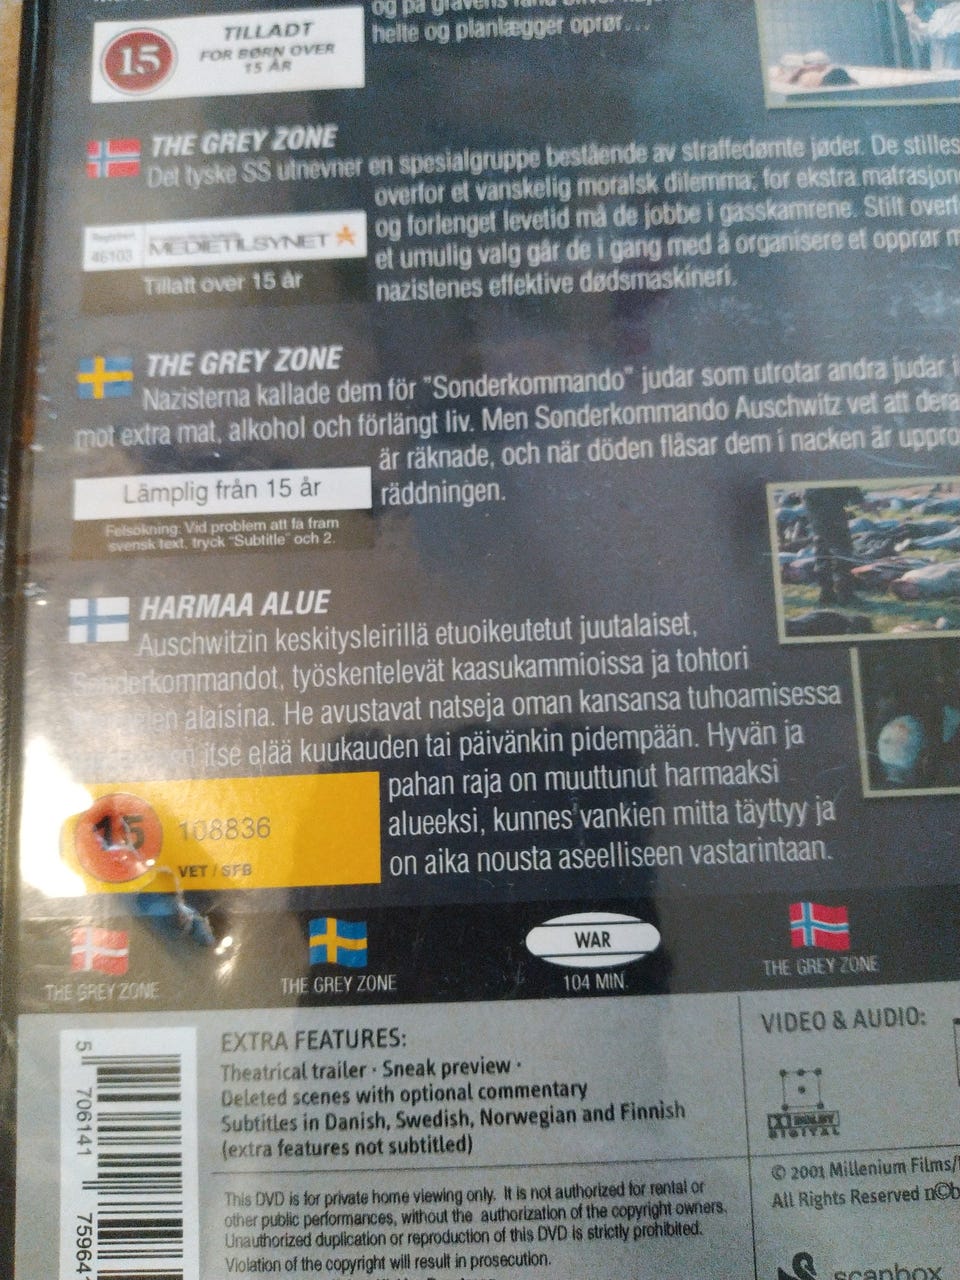 og på gravens rand bliver
helte og planlægger oprør...
15
TILLADT
FOR BØRN OVER
15 ÅR
THE GREY ZONE
Det tyske SS utnevner en spesialgruppe bestående av straffedømte jøder. De stilles
overfor et vanskelig moralsk dilemma; for ekstra matrasjon
og forlenget levetid må de jobbe i gasskamrene. Stilt overf
et umulig valg går de i gang med å organisere et opprør m
nazistenes effektive dødsmaskineri.
46103
MEDIETILSYNET
Tillatt over 15 år
THE GREY ZONE
Nazisterna kallade dem för "Sonderkommando" judar som utrotar andra judar i
mot extra mat, alkohol och förlängt liv. Men Sonderkommando Auschwitz vet att dera
är räknade, och när döden flåsar dem i nacken är uppro
räddningen.
Lämplig från 15 år
Felsökning: Vid problem att få fram
svensk text, tryck "Subtitle" och 2.
HARMAA ALUE
Auschwitzin keskitysleirillä etuoikeutetut juutalaiset,
Sonderkommandot, työskentelevät kaasukammioissa ja tohtori
alaisina. He avustavat natseja oman kansansa tuhoamisessa
itse elää kuukauden tai päivänkin pidempään. Hyvän ja
pahan raja on muuttunut harmaaksi
alueeksi, kunnes vankien mitta täyttyy ja
on aika nousta aseelliseen vastarintaan.
15
108836
VET / SFB
THE GREY ZONE
THE GREY ZONE
WAR
104 MIN.
THE GREY ZONE
5 706141 75964
EXTRA FEATURES:
Theatrical trailer · Sneak preview ·
Deleted scenes with optional commentary
Subtitles in Danish, Swedish, Norwegian and Finnish
(extra features not subtitled)
VIDEO & AUDIO:
DOLBY
DIGITAL
© 2001 Millenium Films/
All Rights Reserved n©b
scanbox
This DVD is for private home viewing only. It is not authorized for rental or
other public performances, without the authorization of the copyright owners.
Unauthorized duplication or reproduction of this DVD is strictly prohibited.
Violation of the copyright will result in prosecution.